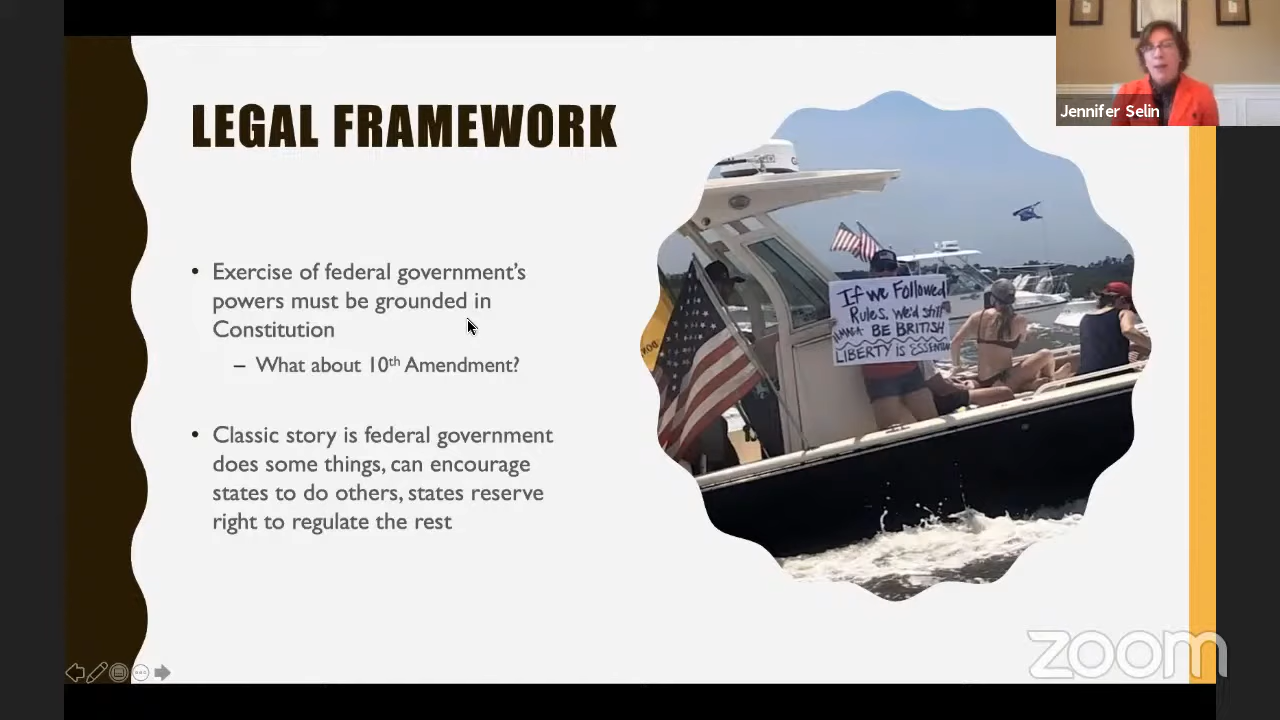 LEGAL FRAMEWORK
• Exercise of federal government's
powers must be grounded in
Constitution
– What about 10th Amendment?
• Classic story is federal government
does some things, can encourage
states to do others, states reserve
right to regulate the rest
If we Followed
Rules, we'd still
BE BRITISH
LIBERTY IS
Jennifer Selin
zoom